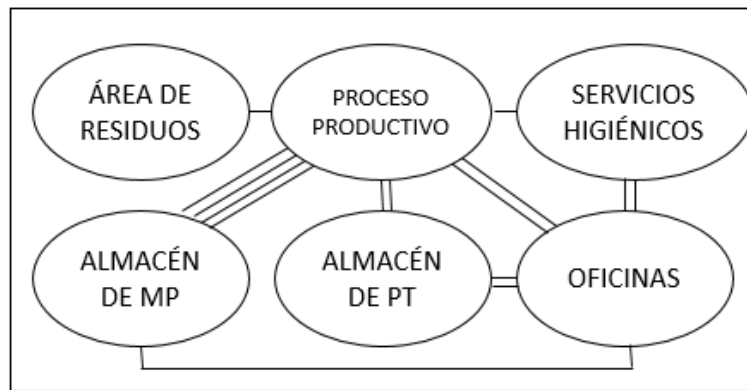 ÁREA DE
RESIDUOS
PROCESO
PRODUCTIVO
SERVICIOS
HIGIÉNICOS
ALMACÉN
DE MP
ALMACÉN
DE PT
OFICINAS